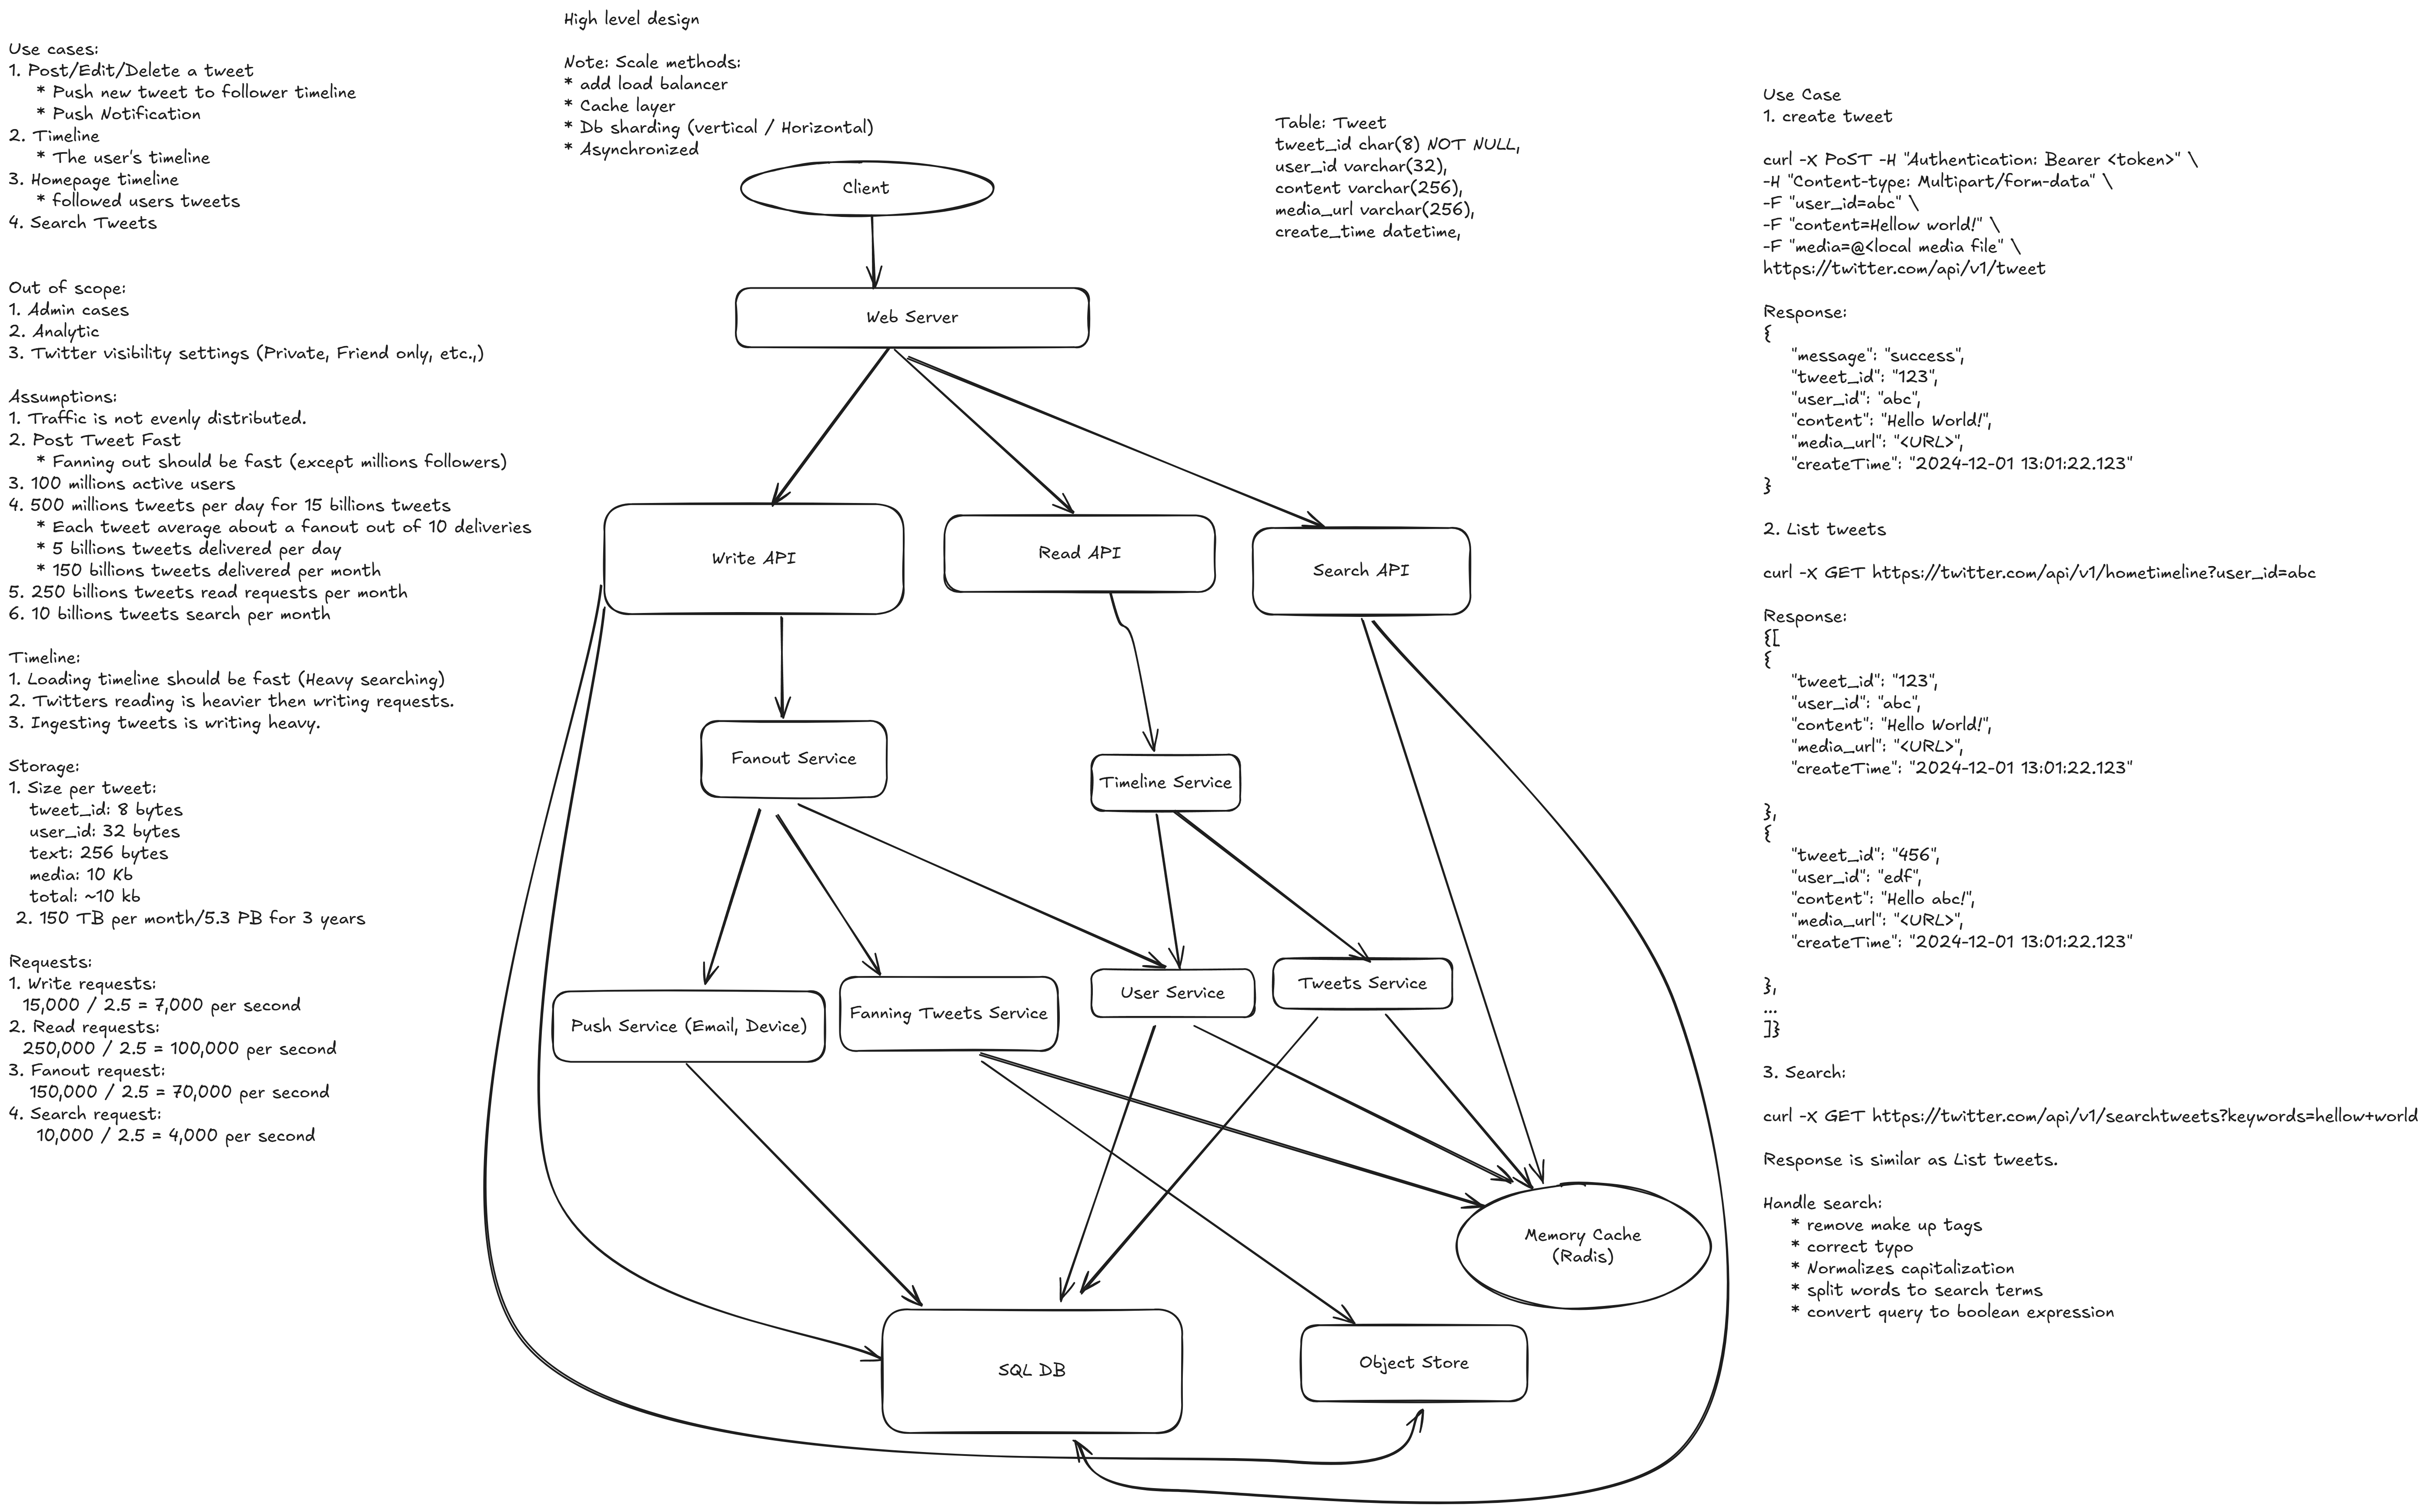 High level design
Note: Scale methods:
* add load balancer
* Cache layer
* Db sharding (vertical / Horizontal)
* Asynchronized
Use cases:
1. Post/Edit/Delete a tweet
* Push new tweet to follower timeline
* Push Notification
2. Timeline
* The user's timeline
3. Homepage timeline
* followed users tweets
4. Search Tweets
Out of scope:
1. Admin cases
2. Analytic
3. Twitter visibility settings (Private, Friend only, etc.,)
Assumptions:
1. Traffic is not evenly distributed.
2. Post Tweet Fast
* Fanning out should be fast (except millions followers)
3. 100 millions active users
4. 500 millions tweets per day for 15 billions tweets
* Each tweet average about a fanout out of 10 deliveries
* 5 billions tweets delivered per day
* 150 billions tweets delivered per month
5. 250 billions tweets read requests per month
6. 10 billions tweets search per month
Timeline:
1. Loading timeline should be fast (Heavy searching)
2. Twitters reading is heavier then writing requests.
3. Ingesting tweets is writing heavy.
Storage:
1. Size per tweet:
tweet_id: 8 bytes
user_id: 32 bytes
text: 256 bytes
media: 10 Kb
total: ~10 kb
2. 150 TB per month/5.3 PB for 3 years
Requests:
1. Write requests:
15,000 / 2.5 = 7,000 per second
2. Read requests:
250,000 / 2.5 = 100,000 per second
3. Fanout request:
150,000 / 2.5 = 70,000 per second
4. Search request:
10,000 / 2.5 = 4,000 per second
Client
Web Server
Write API
Read API
Search API
Fanout Service
Timeline Service
Push Service (Email, Device)
Fanning Tweets Service
User Service
Tweets Service
Memory Cache
(Radis)
SQL DB
Object Store
Table: Tweet
tweet_id char(8) NOT NULL,
user_id varchar(32),
content varchar(256),
media_url varchar(256),
create_time datetime,
Use Case
1. create tweet
curl -X PoST -H "Authentication: Bearer <token>" \
-H "Content-type: Multipart/form-data" \
-F "user_id=abc" \
-F "content=Hellow world!" \
-F "media=@<local media file" \
https://twitter.com/api/v1/tweet
Response:
{
"message": "success",
"tweet_id": "123",
"user_id": "abc",
"content": "Hello World!",
"media_url": "<URL>",
"createTime": "2024-12-01 13:01:22.123"
}
2. List tweets
curl -X GET https://twitter.com/api/v1/hometimeline?user_id=abc
Response:
{[
{
"tweet_id": "123",
"user_id": "abc",
"content": "Hello World!",
"media_url": "<URL>",
"createTime": "2024-12-01 13:01:22.123"
},
{
"tweet_id": "456",
"user_id": "edf",
"content": "Hello abc!",
"media_url": "<URL>",
"createTime": "2024-12-01 13:01:22.123"
},
...
]}
3. Search:
curl -X GET https://twitter.com/api/v1/searchtweets?keywords=hellow+world
Response is similar as List tweets.
Handle search:
* remove make up tags
* correct typo
* Normalizes capitalization
* split words to search terms
* convert query to boolean expression